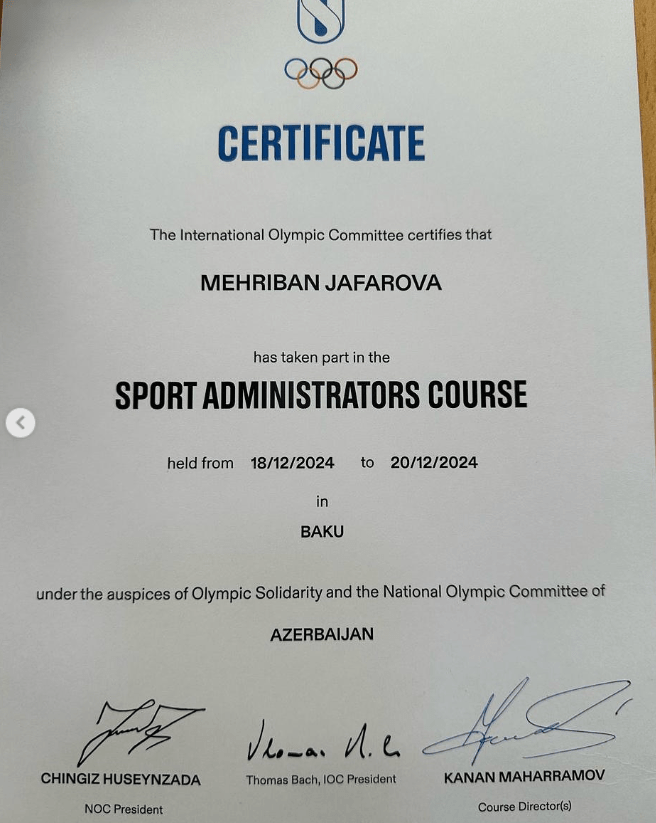 CERTIFICATE
The International Olympic Committee certifies that
MEHRIBAN JAFAROVA
has taken part in the
SPORT ADMINISTRATORS COURSE
held from 18/12/2024 to 20/12/2024
in
BAKU
under the auspices of Olympic Solidarity and the National Olympic Committee of
AZERBAIJAN
CHINGIZ HUSEYNZADA
Thomas Bach, IOC President
KANAN MAHARRAMOV
NOC President
Course Director(s)